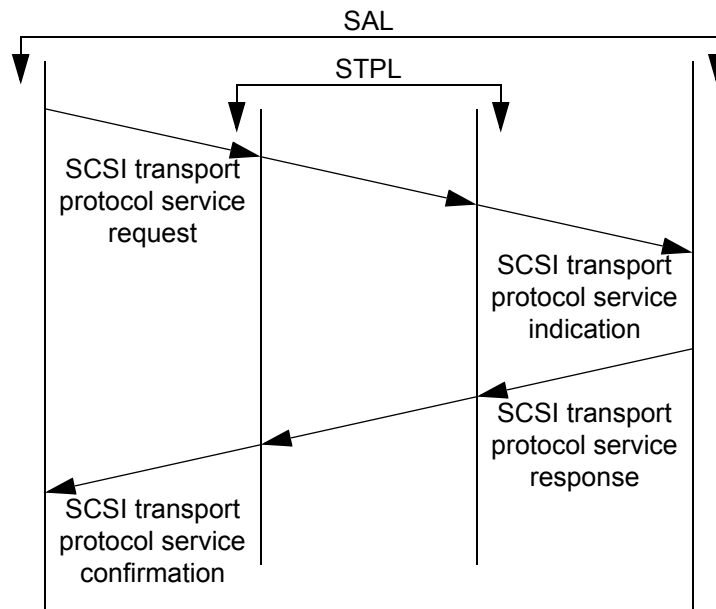 SAL
STPL
SCSI transport
protocol service
request
SCSI transport
protocol service
indication
SCSI transport
protocol service
response
SCSI transport
protocol service
confirmation